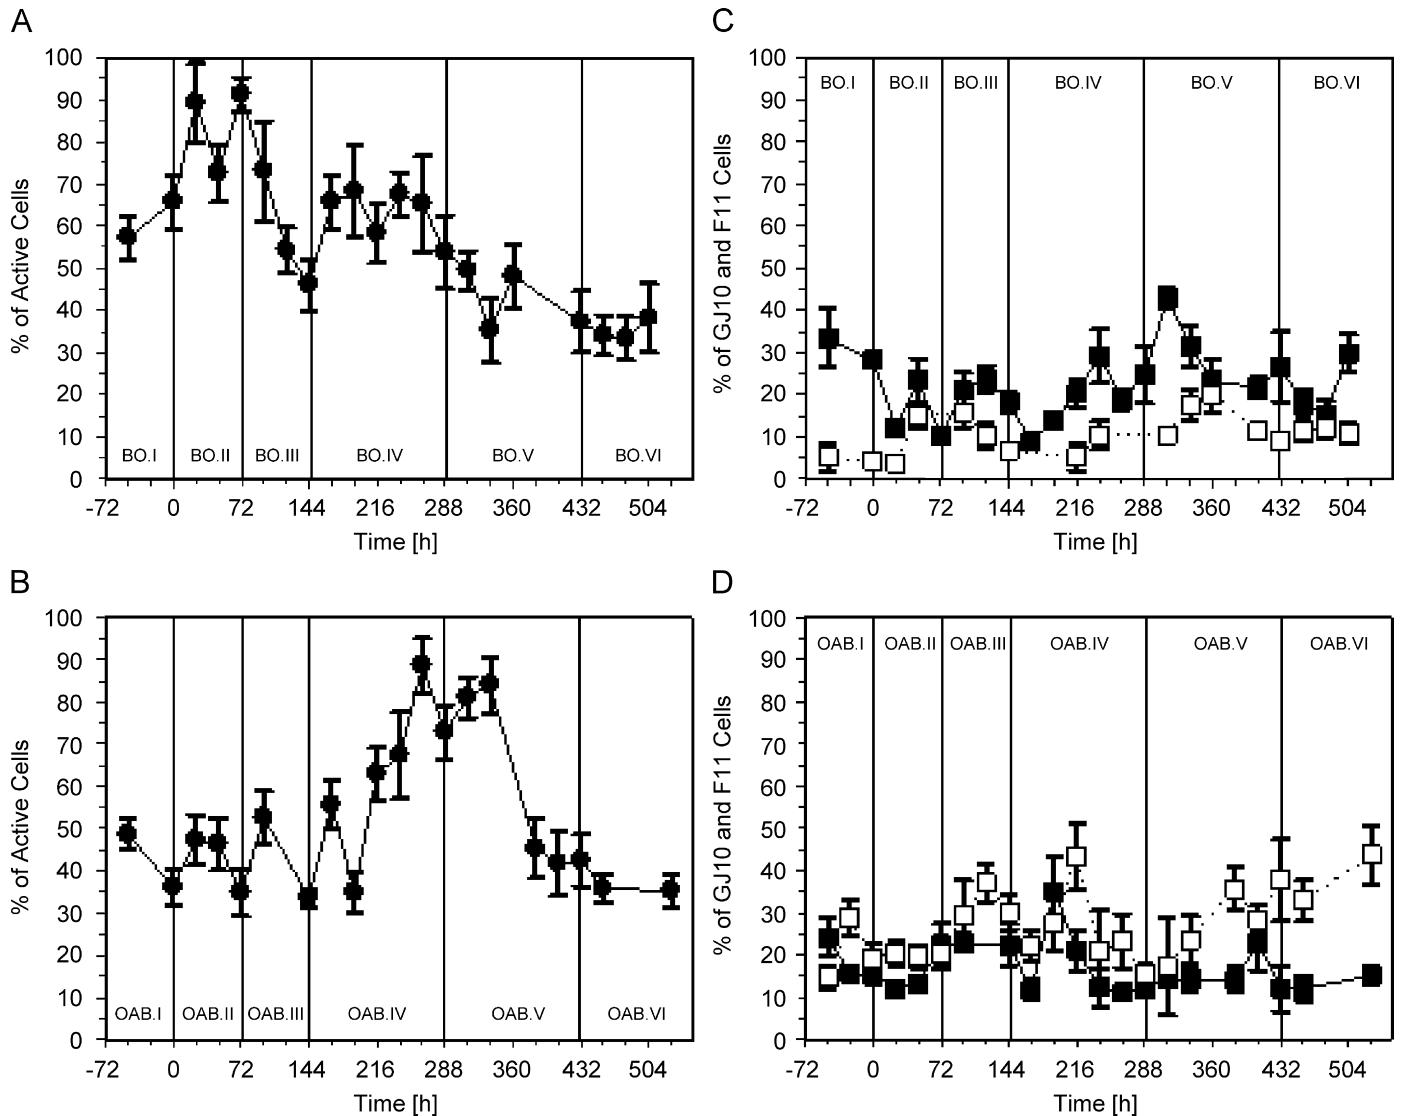 A
100
90
80
70
60
50
40
30
20
10
0
% of Active Cells
BO.I BO.II BO.III BO.IV BO.V BO.VI
-72 0 72 144 216 288 360 432 504
Time [h]
B
100
90
80
70
60
50
40
30
20
10
0
% of Active Cells
OAB.I OAB.II OAB.III OAB.IV OAB.V OAB.VI
-72 0 72 144 216 288 360 432 504
Time [h]
C
100
90
80
70
60
50
40
30
20
10
0
% of GJ10 and F11 Cells
BO.I BO.II BO.III BO.IV BO.V BO.VI
-72 0 72 144 216 288 360 432 504
Time [h]
D
100
90
80
70
60
50
40
30
20
10
0
% of GJ10 and F11 Cells
OAB.I OAB.II OAB.III OAB.IV OAB.V OAB.VI
-72 0 72 144 216 288 360 432 504
Time [h]